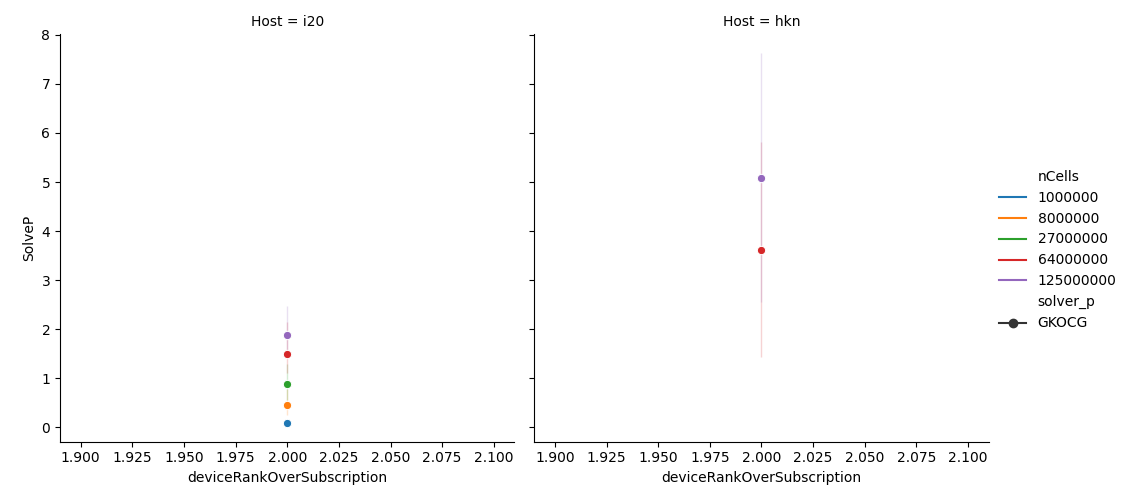 Host = i20
Host = hkn
8
7
6
5
4
3
2
1
0
SolveP
1.900 1.925 1.950 1.975 2.000 2.025 2.050 2.075 2.100
1.900 1.925 1.950 1.975 2.000 2.025 2.050 2.075 2.100
deviceRankOverSubscription
deviceRankOverSubscription
nCells
1000000
8000000
27000000
64000000
125000000
solver_p
GKOCG